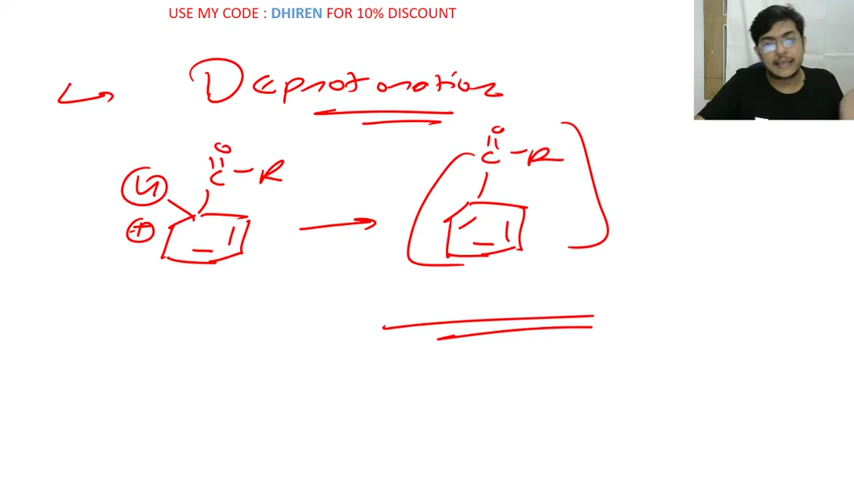 USE MY CODE : DHIREN FOR 10% DISCOUNT
Deprotonation
O
C-R
H
+
O
C-R